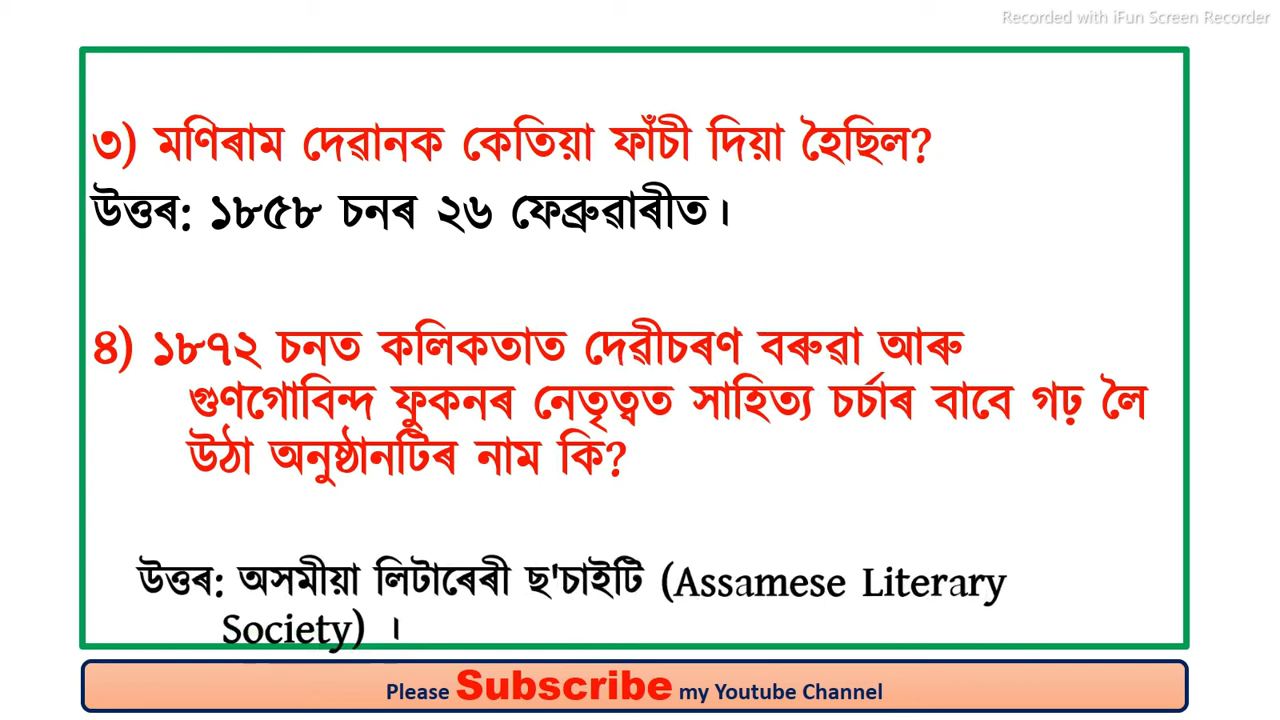 Recorded with iFun Screen Recorder
৩) মণিৰাম দেৱানক কেতিয়া ফাঁচী দিয়া হৈছিল?
উত্তৰ: ১৮৫৮ চনৰ ২৬ ফেব্ৰুৱাৰীত।
৪) ১৮৭২ চনত কলিকতাত দেৱীচৰণ বৰুৱা আৰু
গুণগোবিন্দ ফুকনৰ নেতৃত্বত সাহিত্য চৰ্চাৰ বাবে গঢ় লৈ
উঠা অনুষ্ঠানটিৰ নাম কি?
উত্তৰ: অসমীয়া লিটাৰেৰী ছ'চাইটি (Assamese Literary
Society) ।
Please Subscribe my Youtube Channel